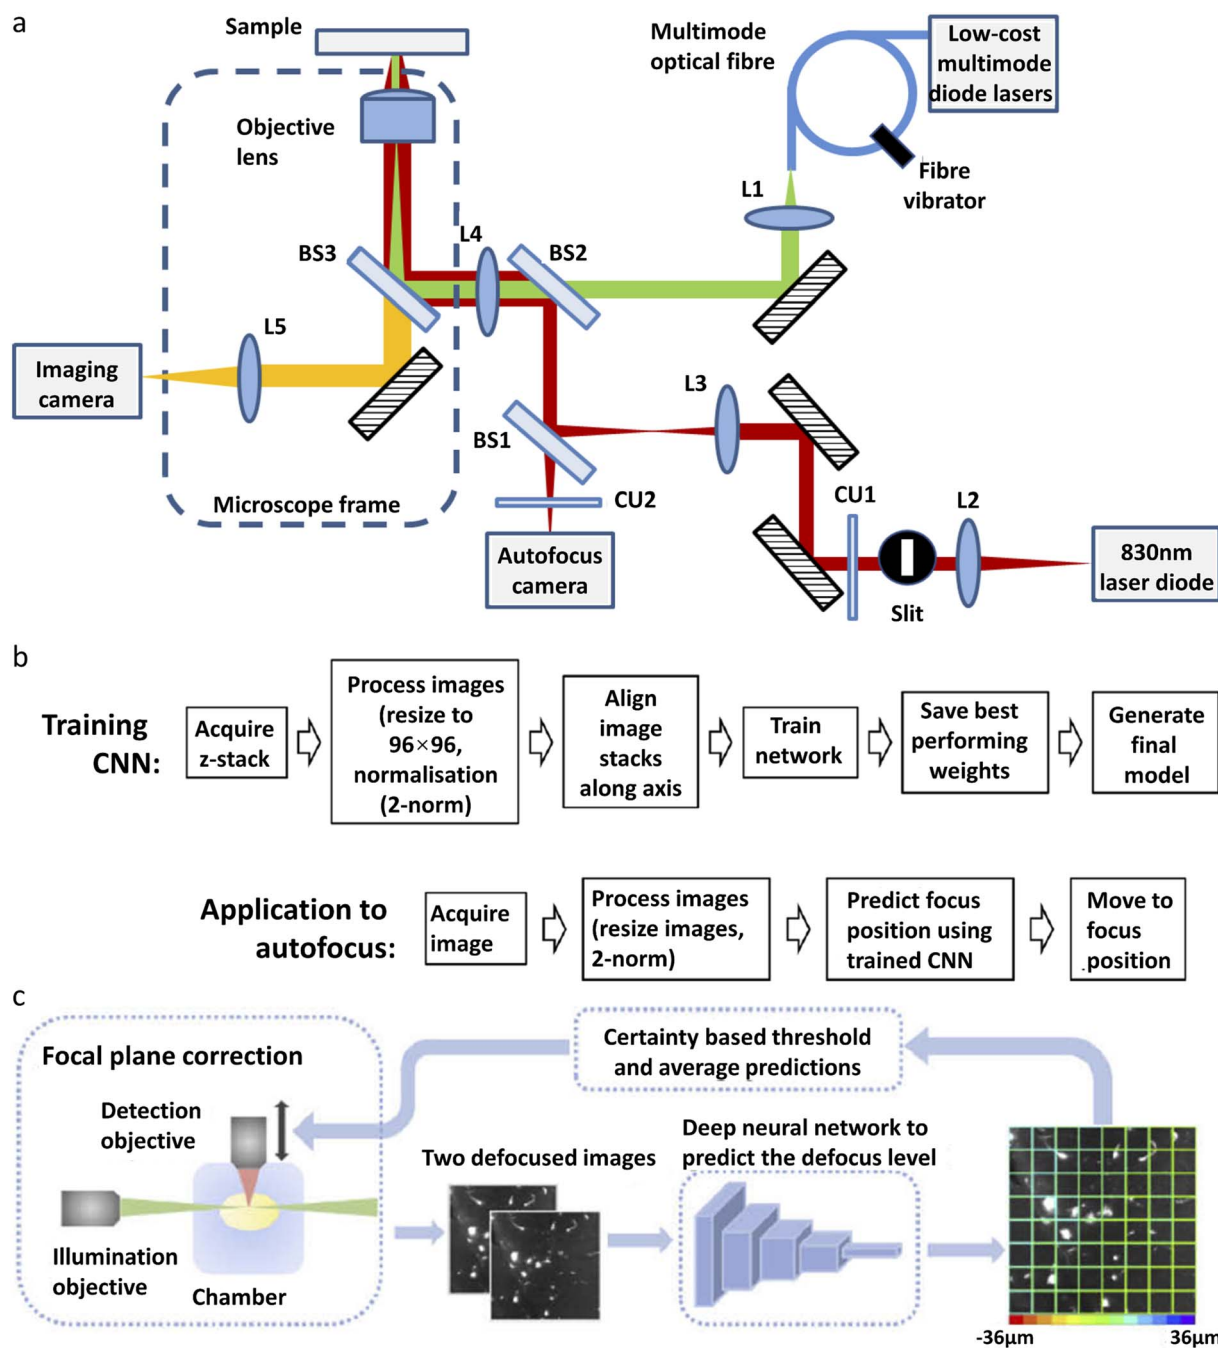 a
Sample
Multimode
optical fibre
Low-cost
multimode
diode lasers
Objective
lens
Fibre
vibrator
L1
L4
BS3
BS2
L5
Imaging
camera
L3
BS1
Microscope frame
CU2
CU1
L2
Autofocus
camera
830nm
laser diode
Slit
b
Training
CNN:
Acquire
z-stack
Process images
(resize to
96×96,
normalisation
(2-norm)
Align
image
stacks
along axis
Train
network
Save best
performing
weights
Generate
final
model
Application to
autofocus:
Acquire
image
Process images
(resize images,
2-norm)
Predict focus
position using
trained CNN
Move to
focus
position
c
Focal plane correction
Detection
objective
Illumination
objective
Chamber
Certainty based threshold
and average predictions
Two defocused images
Deep neural network to
predict the defocus level
-36μm
36μm